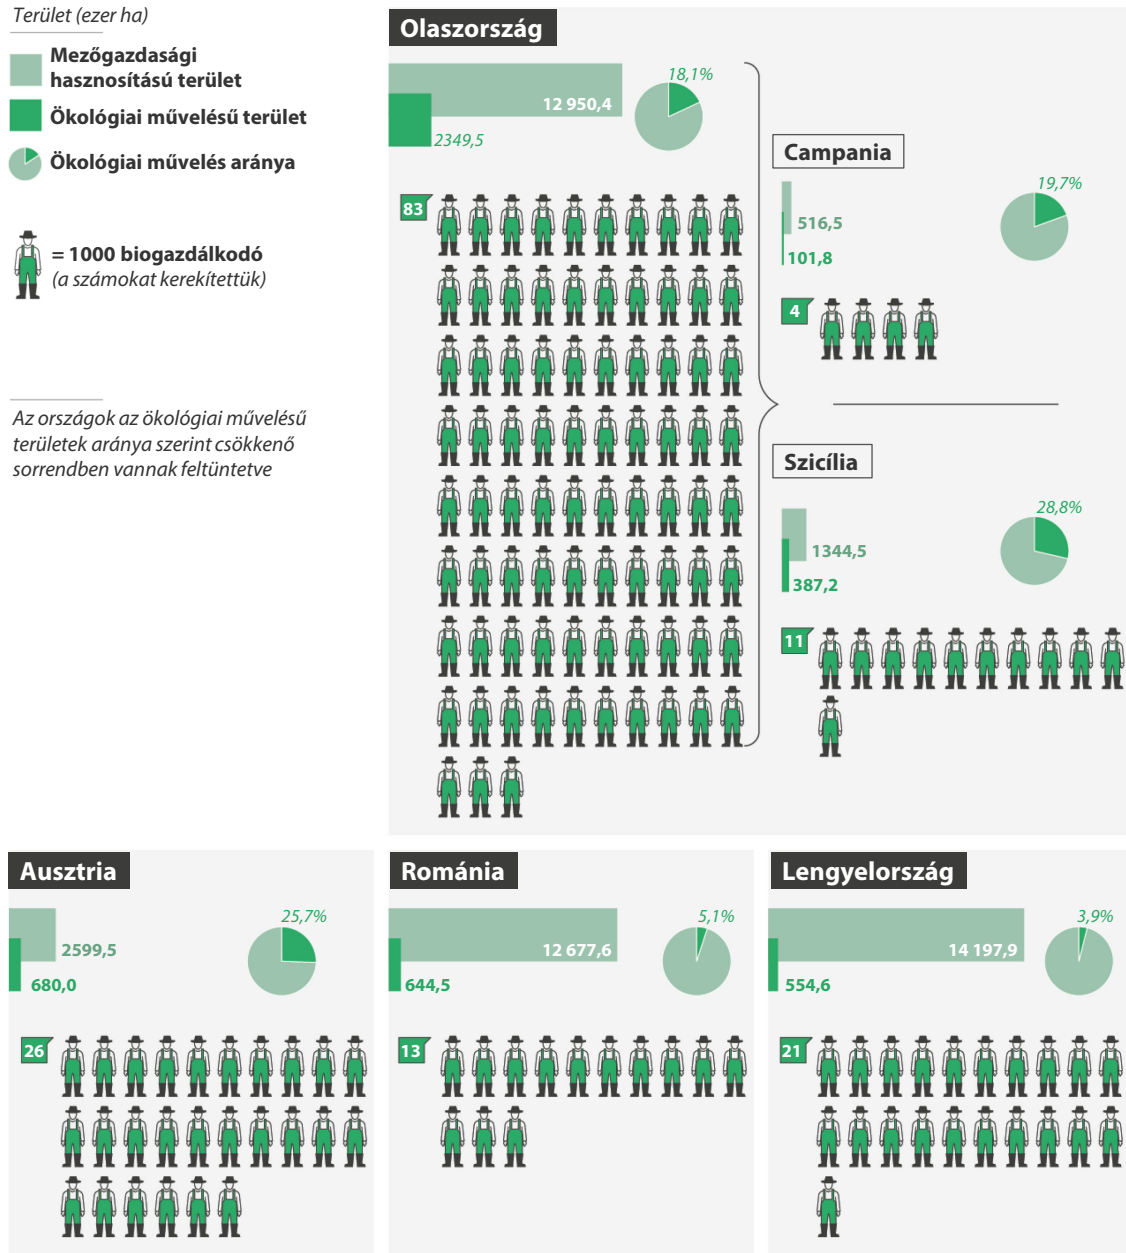 Terület (ezer ha)
Mezőgazdasági
hasznosítású terület
Ökológiai művelésű terület
Ökológiai művelés aránya
= 1000 biogazdálkodó
(a számokat kerekítettük)
Az országok az ökológiai művelésű
területek aránya szerint csökkenő
sorrendben vannak feltüntetve
Olaszország
12 950,4
2349,5
18,1%
83
Campania
516,5
101,8
19,7%
4
Szicília
1344,5
387,2
28,8%
11
Ausztria
2599,5
680,0
25,7%
26
Románia
12 677,6
644,5
5,1%
13
Lengyelország
14 197,9
554,6
3,9%
21